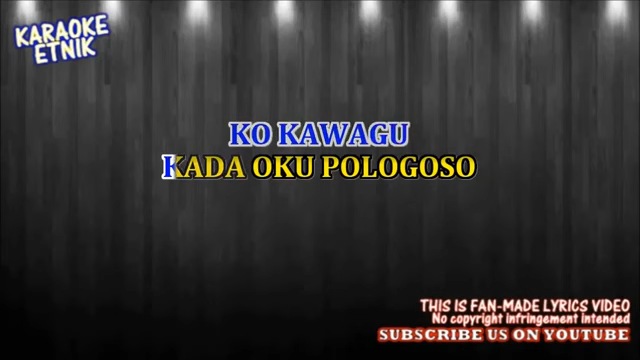 KARAOKE
ETNIK
KO KAWAGU
KADA OKU POLOGOSO
THIS IS FAN-MADE LYRICS VIDEO
No copyright infringement intended
SUBSCRIBE US ON YOUTUBE